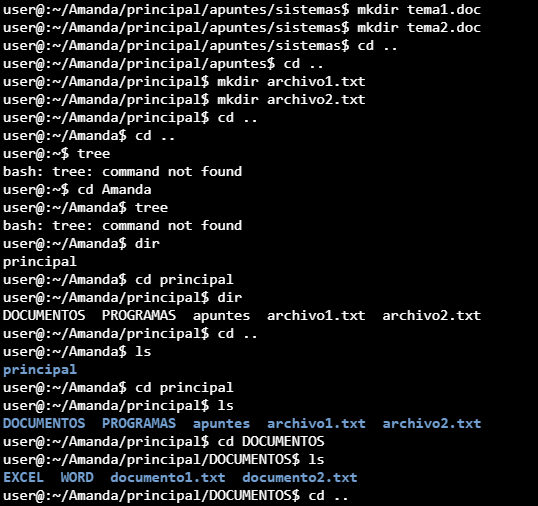 user@:~/Amanda/principal/apuntes/sistemas$ mkdir tema1.doc
user@:~/Amanda/principal/apuntes/sistemas$ mkdir tema2.doc
user@:~/Amanda/principal/apuntes/sistemas$ cd ..
user@:~/Amanda/principal/apuntes$ cd ..
user@:~/Amanda/principal$ mkdir archivo1.txt
user@:~/Amanda/principal$ mkdir archivo2.txt
user@:~/Amanda/principal$ cd ..
user@:~/Amanda$ cd ..
user@:~$ tree
bash: tree: command not found
user@:~$ cd Amanda
user@:~/Amanda$ tree
bash: tree: command not found
user@:~/Amanda$ dir
principal
user@:~/Amanda$ cd principal
user@:~/Amanda/principal$ dir
DOCUMENTOS  PROGRAMAS  apuntes  archivo1.txt  archivo2.txt
user@:~/Amanda/principal$ cd ..
user@:~/Amanda$ ls
principal
user@:~/Amanda$ cd principal
user@:~/Amanda/principal$ ls
DOCUMENTOS  PROGRAMAS  apuntes  archivo1.txt  archivo2.txt
user@:~/Amanda/principal$ cd DOCUMENTOS
user@:~/Amanda/principal/DOCUMENTOS$ ls
EXCEL  WORD  documento1.txt  documento2.txt
user@:~/Amanda/principal/DOCUMENTOS$ cd ..